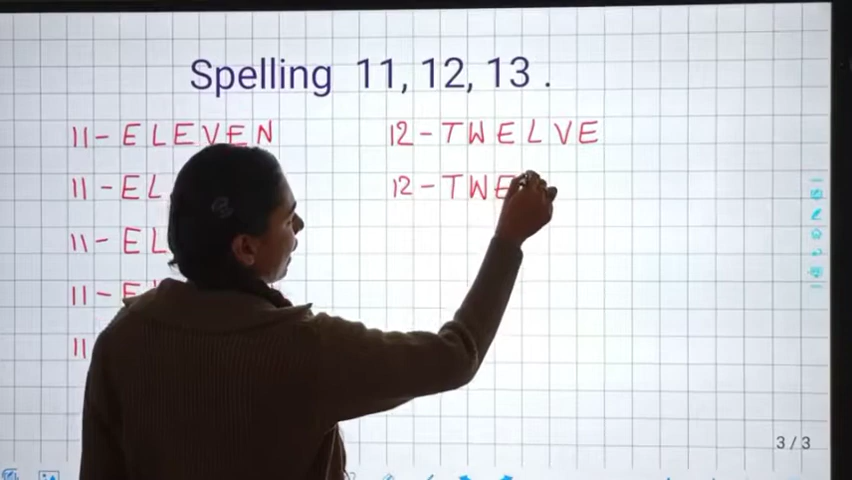 Spelling 11, 12, 13 .
11- ELEVEN
12 - TWELVE
11 - EL
12 - TWE
11- EL
11-
11
3 / 3